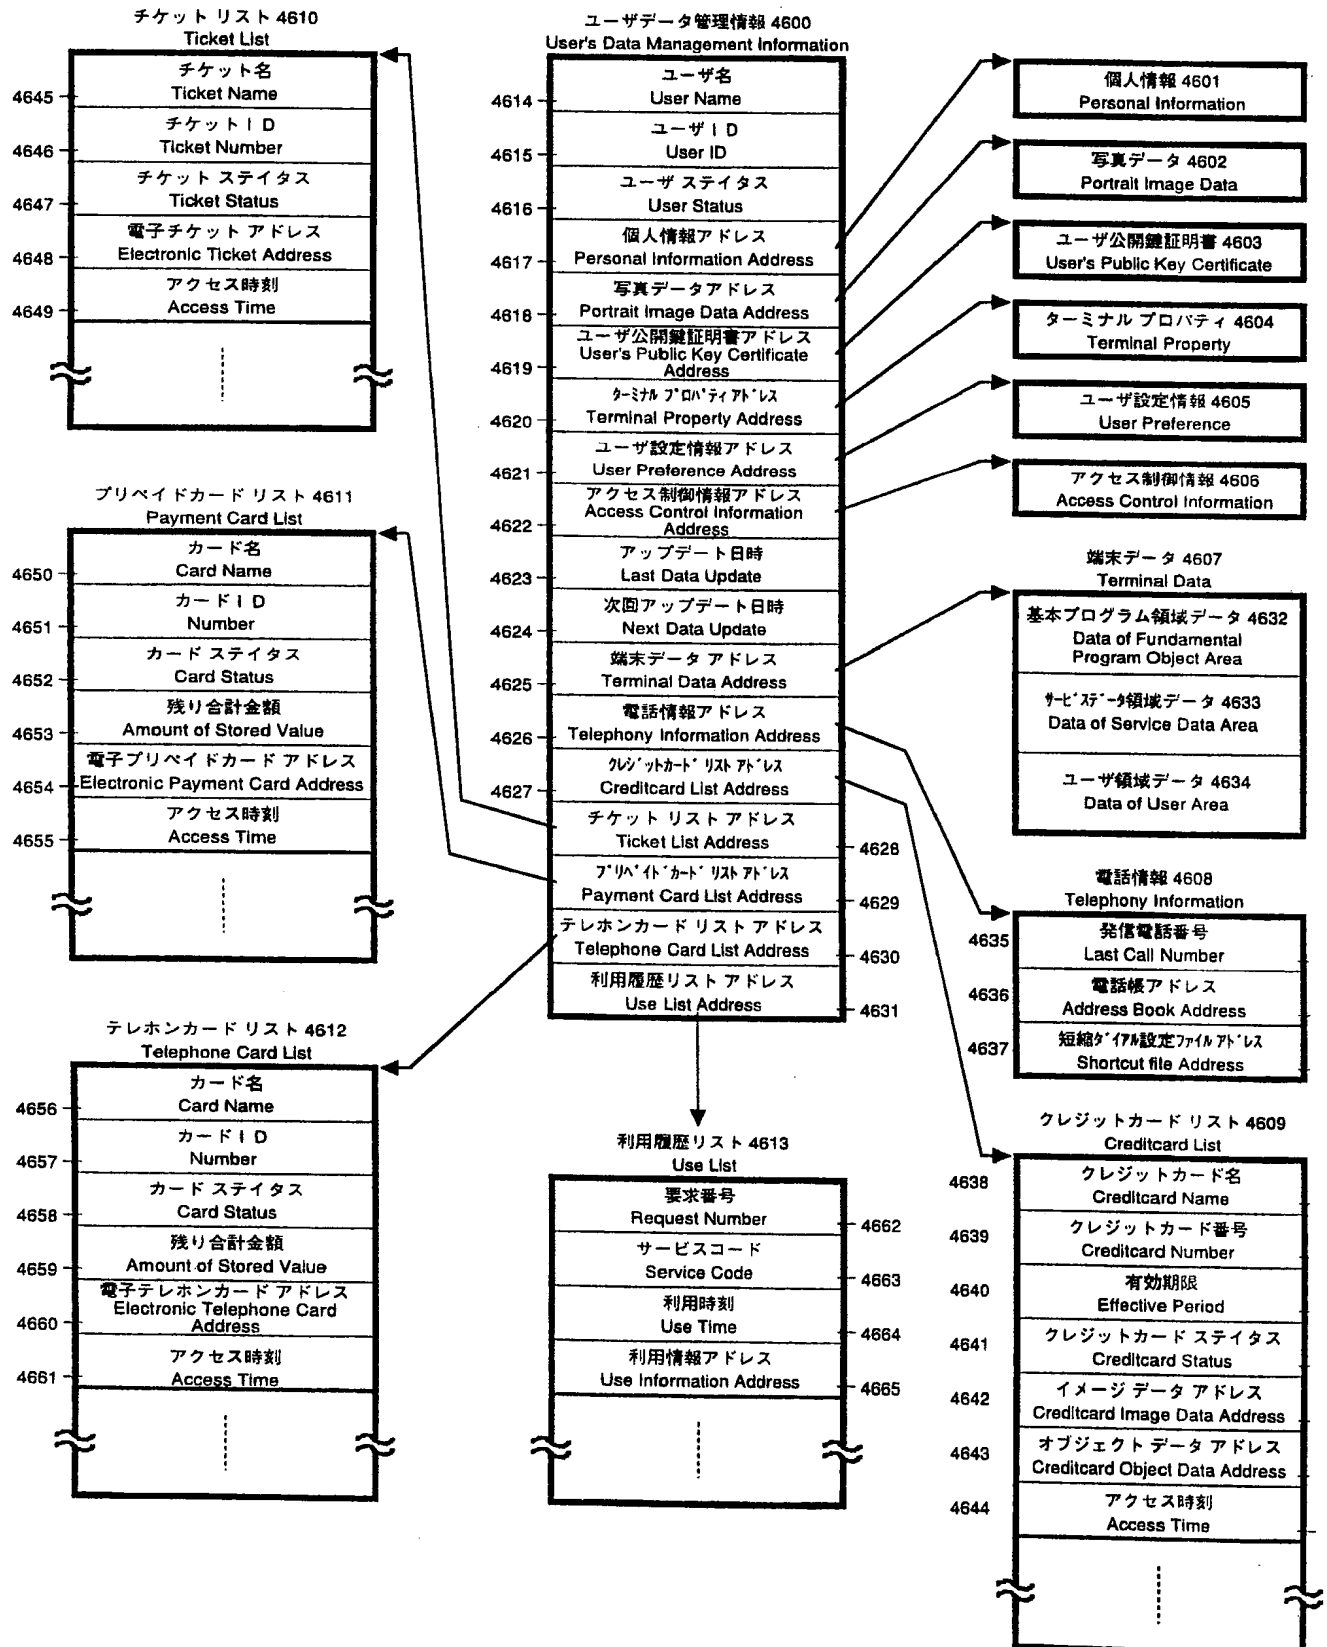 チケット リスト 4610
Ticket List
チケット名
Ticket Name
4645
チケットＩＤ
Ticket Number
4646
チケット ステイタス
Ticket Status
4647
電子チケット アドレス
Electronic Ticket Address
4648
アクセス時刻
Access Time
4649
プリペイドカード リスト 4611
Payment Card List
カード名
Card Name
4650
カードＩＤ
Number
4651
カード ステイタス
Card Status
4652
残り合計金額
Amount of Stored Value
4653
電子プリペイドカード アドレス
Electronic Payment Card Address
4654
アクセス時刻
Access Time
4655
テレホンカード リスト 4612
Telephone Card List
カード名
Card Name
4656
カードＩＤ
Number
4657
カード ステイタス
Card Status
4658
残り合計金額
Amount of Stored Value
4659
電子テレホンカード アドレス
Electronic Telephone Card
Address
4660
アクセス時刻
Access Time
4661
ユーザデータ管理情報 4600
User's Data Management Information
ユーザ名
User Name
4614
ユーザＩＤ
User ID
4615
ユーザ ステイタス
User Status
4616
個人情報アドレス
Personal Information Address
4617
写真データアドレス
Portrait Image Data Address
4618
ユーザ公開鍵証明書アドレス
User's Public Key Certificate
Address
4619
ﾀｰﾐﾅﾙ ﾌﾟﾛﾊﾟﾃｨｱﾄﾞﾚｽ
Terminal Property Address
4620
ユーザ設定情報アドレス
User Preference Address
4621
アクセス制御情報アドレス
Access Control Information
Address
4622
アップデート日時
Last Data Update
4623
次回アップデート日時
Next Data Update
4624
端末データ アドレス
Terminal Data Address
4625
電話情報アドレス
Telephony Information Address
4626
ｸﾚｼﾞｯﾄｶｰﾄﾞ ﾘｽﾄ ｱﾄﾞﾚｽ
Creditcard List Address
4627
チケット リスト アドレス
Ticket List Address
4628
ﾌﾟﾘﾍﾟｲﾄﾞｶｰﾄﾞ ﾘｽﾄ ｱﾄﾞﾚｽ
Payment Card List Address
4629
テレホンカード リスト アドレス
Telephone Card List Address
4630
利用履歴リスト アドレス
Use List Address
4631
利用履歴リスト 4613
Use List
要求番号
Request Number
4662
サービスコード
Service Code
4663
利用時刻
Use Time
4664
利用情報アドレス
Use Information Address
4665
個人情報 4601
Personal Information
写真データ 4602
Portrait Image Data
ユーザ公開鍵証明書 4603
User's Public Key Certificate
ターミナル プロパティ 4604
Terminal Property
ユーザ設定情報 4605
User Preference
アクセス制御情報 4606
Access Control Information
端末データ 4607
Terminal Data
基本プログラム領域データ 4632
Data of Fundamental
Program Object Area
ｻｰﾋﾞｽﾃﾞｰﾀ領域データ 4633
Data of Service Data Area
ユーザ領域データ 4634
Data of User Area
電話情報 4608
Telephony Information
4635
発信電話番号
Last Call Number
4636
電話帳アドレス
Address Book Address
4637
短縮ﾀﾞｲｱﾙ設定ﾌｧｲﾙ ｱﾄﾞﾚｽ
Shortcut file Address
クレジットカード リスト 4609
Creditcard List
4638
クレジットカード名
Creditcard Name
4639
クレジットカード番号
Creditcard Number
4640
有効期限
Effective Period
4641
クレジットカード ステイタス
Creditcard Status
4642
イメージ データ アドレス
Creditcard Image Data Address
4643
オブジェクト データ アドレス
Creditcard Object Data Address
4644
アクセス時刻
Access Time